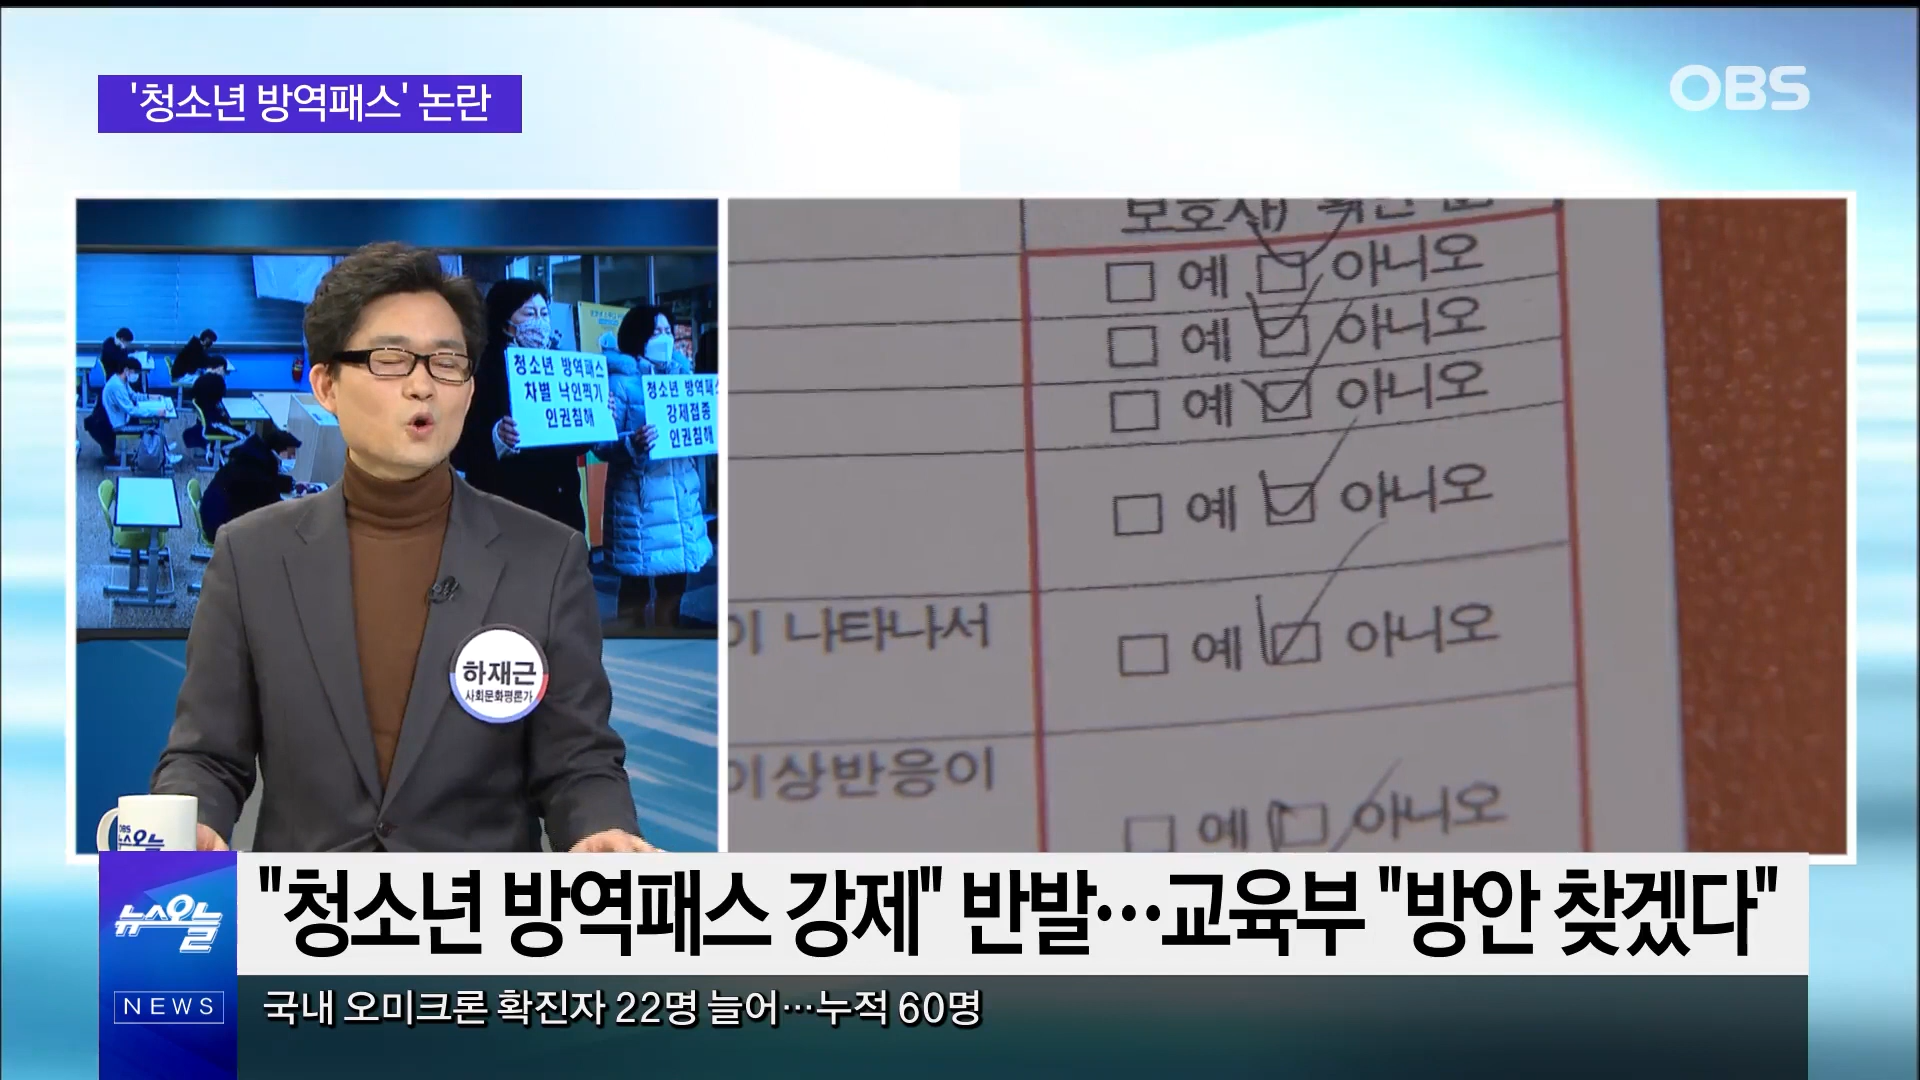 '청소년 방역패스' 논란
OBS
청소년 방역패스
차별 낙인찍기
인권침해
청소년 방역패스
강제접종
인권침해
하재근
사회문화평론가
OBS
뉴스오늘
보호자 확인란
예 아니오
예 아니오
예 아니오
예 아니오
이 나타나서
예 아니오
이상반응이
예 아니오
뉴스오늘
NEWS
"청소년 방역패스 강제" 반발…교육부 "방안 찾겠다"
국내 오미크론 확진자 22명 늘어…누적 60명